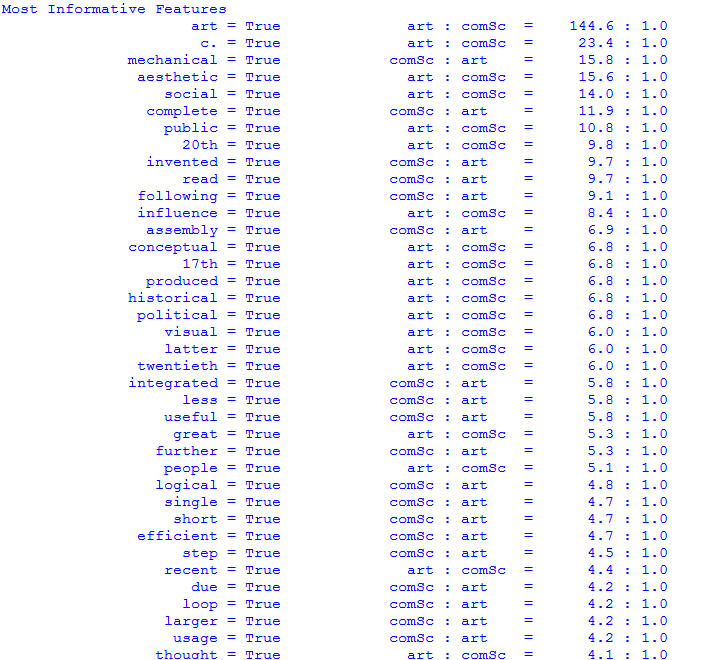 Most Informative Features
art = True art : comSc = 144.6 : 1.0
c. = True art : comSc = 23.4 : 1.0
mechanical = True comSc : art = 15.8 : 1.0
aesthetic = True art : comSc = 15.6 : 1.0
social = True art : comSc = 14.0 : 1.0
complete = True comSc : art = 11.9 : 1.0
public = True art : comSc = 10.8 : 1.0
20th = True art : comSc = 9.8 : 1.0
invented = True comSc : art = 9.7 : 1.0
read = True comSc : art = 9.7 : 1.0
following = True comSc : art = 9.1 : 1.0
influence = True art : comSc = 8.4 : 1.0
assembly = True comSc : art = 6.9 : 1.0
conceptual = True art : comSc = 6.8 : 1.0
17th = True art : comSc = 6.8 : 1.0
produced = True art : comSc = 6.8 : 1.0
historical = True art : comSc = 6.8 : 1.0
political = True art : comSc = 6.8 : 1.0
visual = True art : comSc = 6.0 : 1.0
latter = True art : comSc = 6.0 : 1.0
twentieth = True art : comSc = 6.0 : 1.0
integrated = True comSc : art = 5.8 : 1.0
less = True comSc : art = 5.8 : 1.0
useful = True comSc : art = 5.8 : 1.0
great = True art : comSc = 5.3 : 1.0
further = True comSc : art = 5.3 : 1.0
people = True art : comSc = 5.1 : 1.0
logical = True comSc : art = 4.8 : 1.0
single = True comSc : art = 4.7 : 1.0
short = True comSc : art = 4.7 : 1.0
efficient = True comSc : art = 4.7 : 1.0
step = True comSc : art = 4.5 : 1.0
recent = True art : comSc = 4.4 : 1.0
due = True comSc : art = 4.2 : 1.0
loop = True comSc : art = 4.2 : 1.0
larger = True comSc : art = 4.2 : 1.0
usage = True comSc : art = 4.2 : 1.0
thought = True art : comSc = 4.1 : 1.0